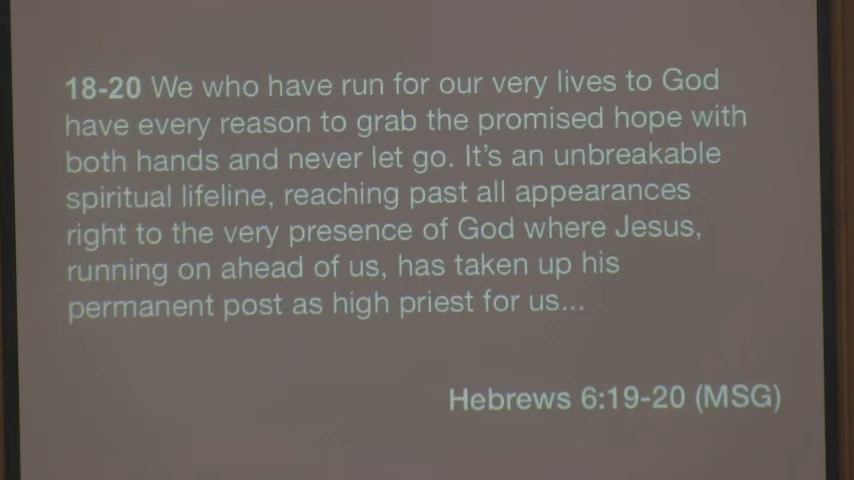 18-20 We who have run for our very lives to God
have every reason to grab the promised hope with
both hands and never let go. It's an unbreakable
spiritual lifeline, reaching past all appearances
right to the very presence of God where Jesus,
running on ahead of us, has taken up his
permanent post as high priest for us...
Hebrews 6:19-20 (MSG)